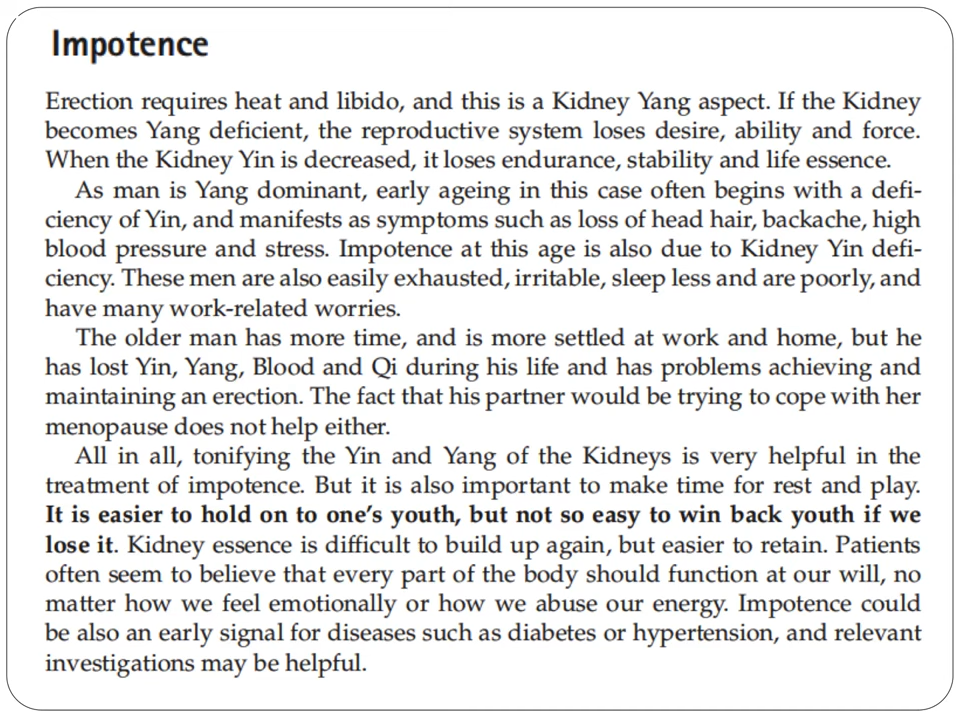 Impotence
Erection requires heat and libido, and this is a Kidney Yang aspect. If the Kidney
becomes Yang deficient, the reproductive system loses desire, ability and force.
When the Kidney Yin is decreased, it loses endurance, stability and life essence.
As man is Yang dominant, early ageing in this case often begins with a defi-
ciency of Yin, and manifests as symptoms such as loss of head hair, backache, high
blood pressure and stress. Impotence at this age is also due to Kidney Yin defi-
ciency. These men are also easily exhausted, irritable, sleep less and are poorly, and
have many work-related worries.
The older man has more time, and is more settled at work and home, but he
has lost Yin, Yang, Blood and Qi during his life and has problems achieving and
maintaining an erection. The fact that his partner would be trying to cope with her
menopause does not help either.
All in all, tonifying the Yin and Yang of the Kidneys is very helpful in the
treatment of impotence. But it is also important to make time for rest and play.
It is easier to hold on to one's youth, but not so easy to win back youth if we
lose it. Kidney essence is difficult to build up again, but easier to retain. Patients
often seem to believe that every part of the body should function at our will, no
matter how we feel emotionally or how we abuse our energy. Impotence could
be also an early signal for diseases such as diabetes or hypertension, and relevant
investigations may be helpful.